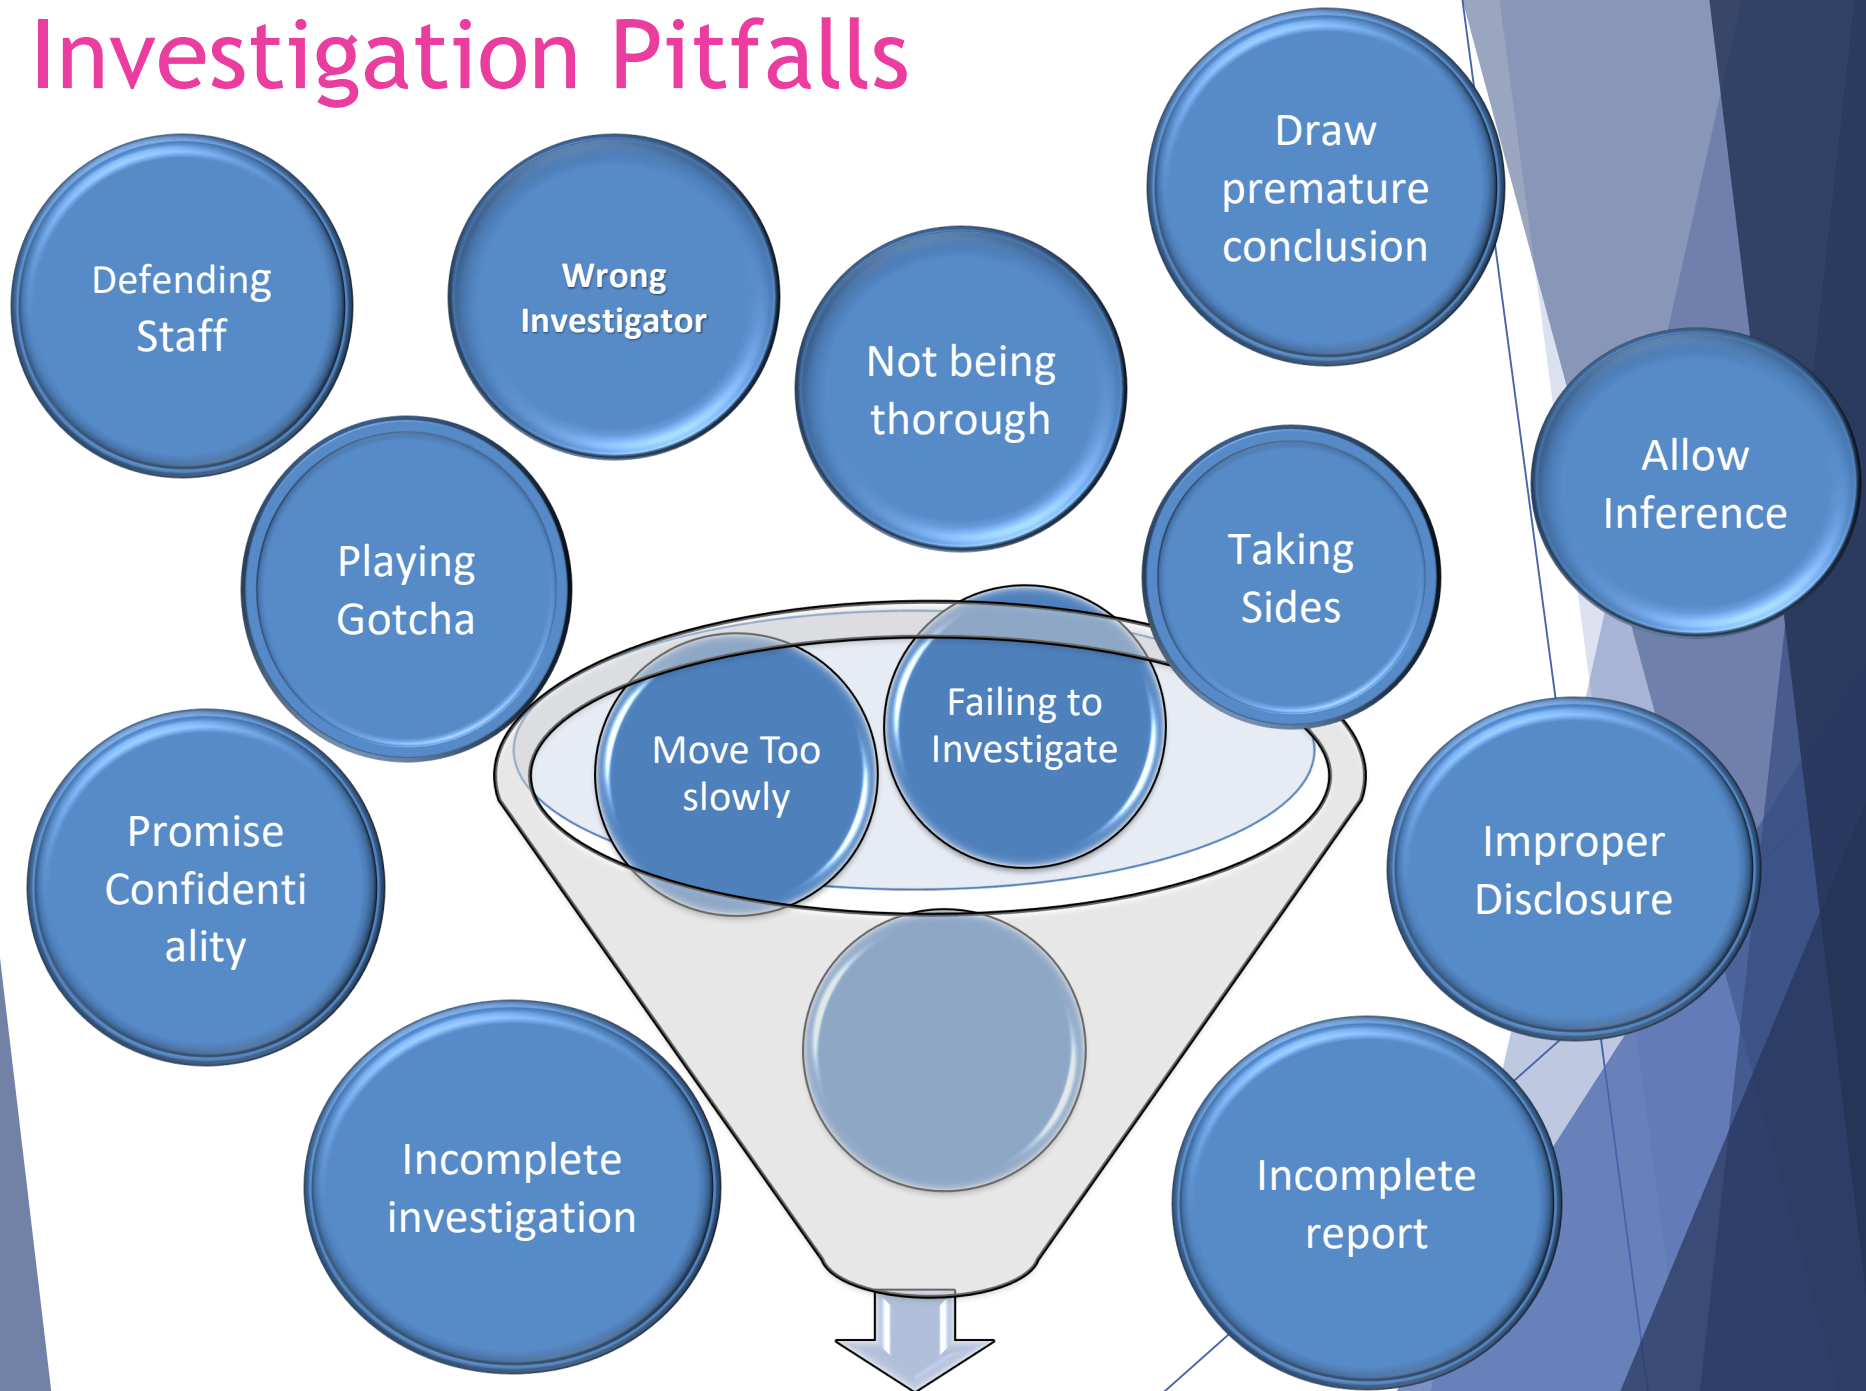 Investigation Pitfalls
Defending
Staff
Wrong
Investigator
Not being
thorough
Draw
premature
conclusion
Allow
Inference
Playing
Gotcha
Taking
Sides
Move Too
slowly
Failing to
Investigate
Promise
Confidenti
ality
Improper
Disclosure
Incomplete
investigation
Incomplete
report